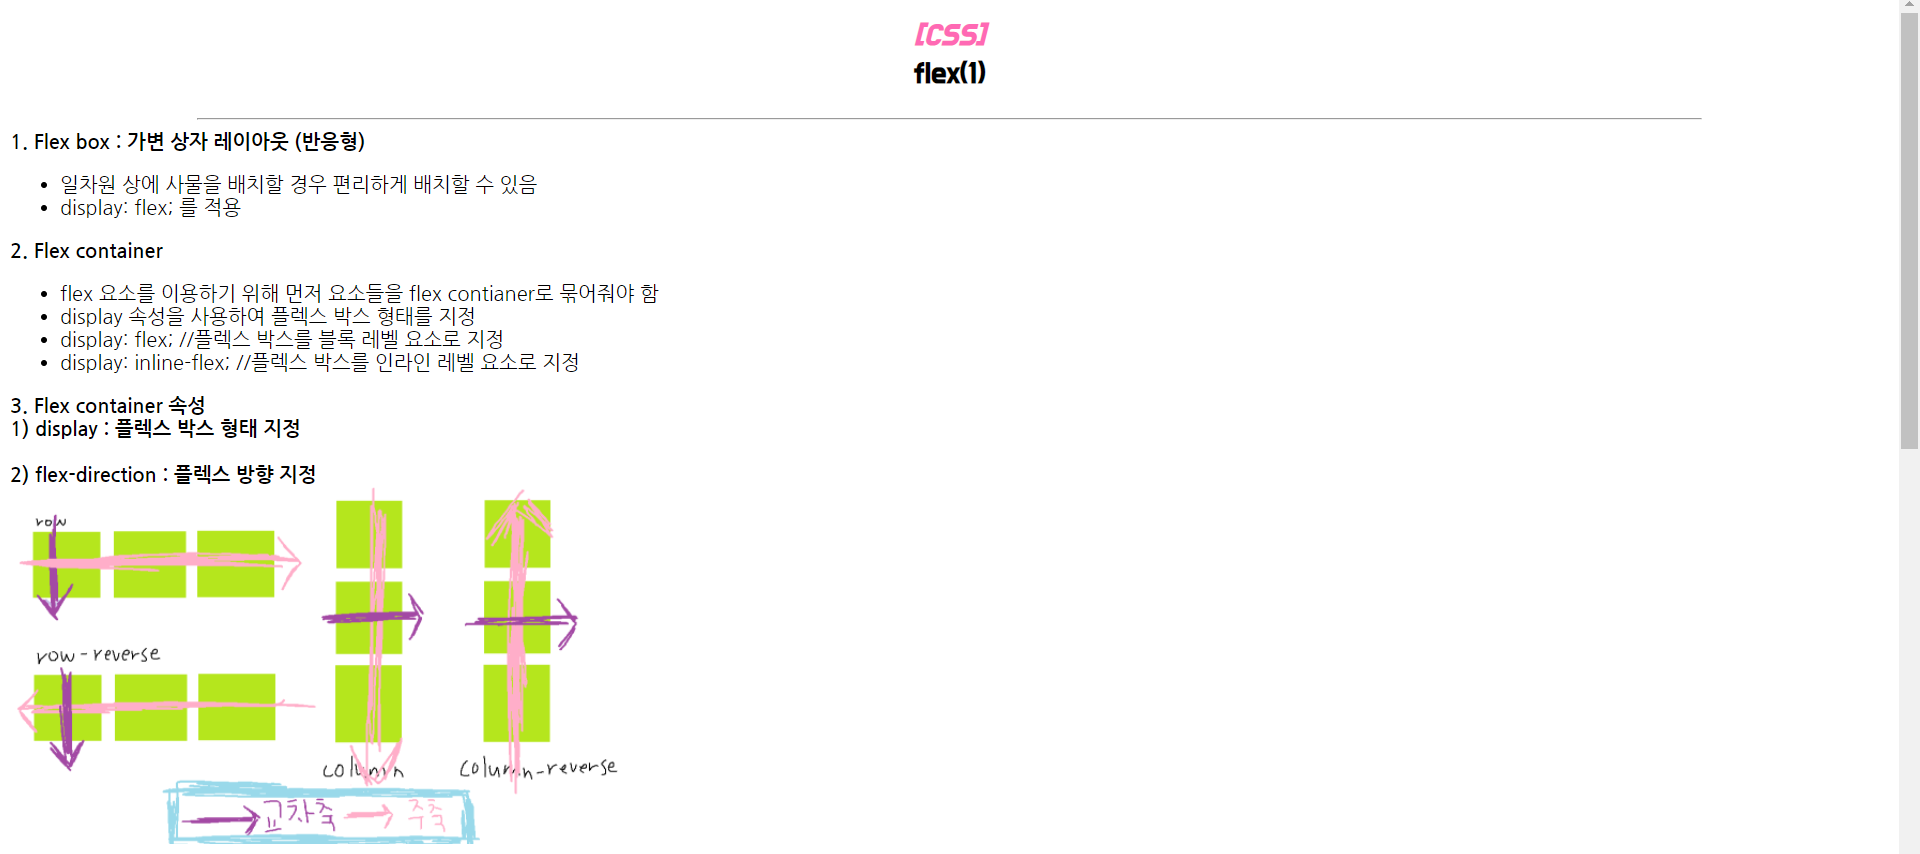 [CSS]
flex(1)
1. Flex box : 가변 상자 레이아웃 (반응형)
• 일차원 상에 사물을 배치할 경우 편리하게 배치할 수 있음
• display: flex; 를 적용
2. Flex container
• flex 요소를 이용하기 위해 먼저 요소들을 flex contianer로 묶어줘야 함
• display 속성을 사용하여 플렉스 박스 형태를 지정
• display: flex; //플렉스 박스를 블록 레벨 요소로 지정
• display: inline-flex; //플렉스 박스를 인라인 레벨 요소로 지정
3. Flex container 속성
1) display : 플렉스 박스 형태 지정
2) flex-direction : 플렉스 방향 지정
row
row-reverse
column
column-reverse
교차축
주축